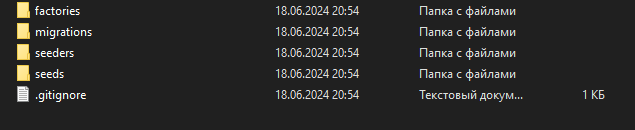 factories 18.06.2024 20:54 Папка с файлами
migrations 18.06.2024 20:54 Папка с файлами
seeders 18.06.2024 20:54 Папка с файлами
seeds 18.06.2024 20:54 Папка с файлами
.gitignore 18.06.2024 20:54 Текстовый докум... 1 КБ